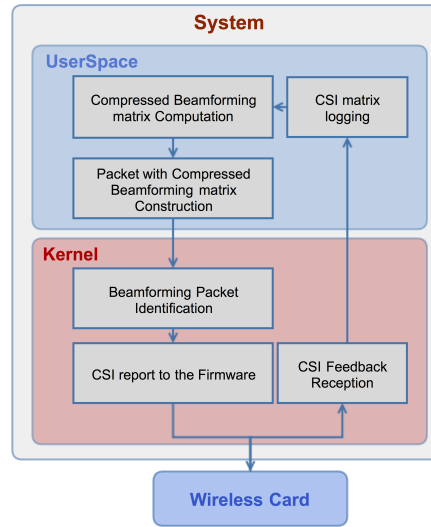 System
UserSpace
Compressed Beamforming
matrix Computation
CSI matrix
logging
Packet with Compressed
Beamforming matrix
Construction
Kernel
Beamforming Packet
Identification
CSI report to the Firmware
CSI Feedback
Reception
Wireless Card